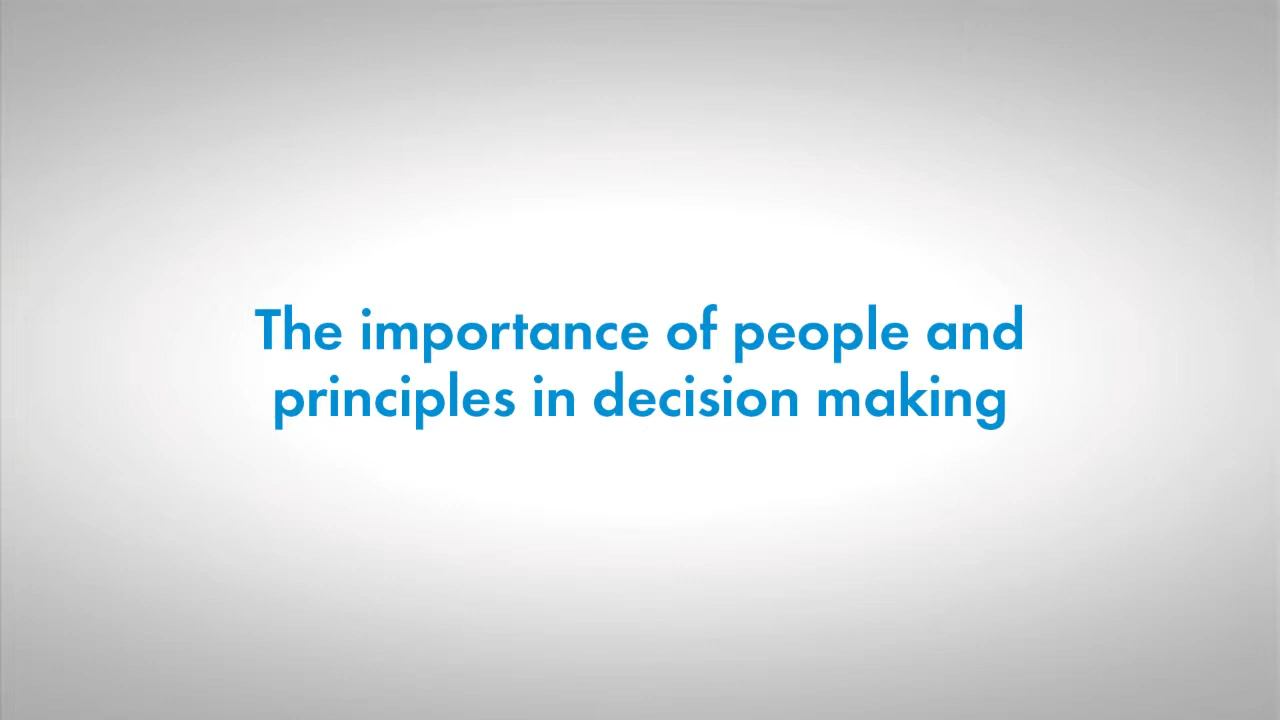 The importance of people and
principles in decision making